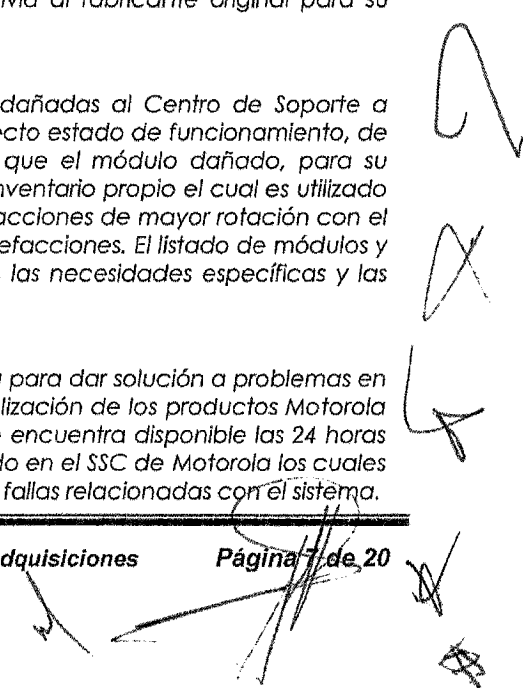 al fabricante original para su
dañadas al Centro de Soporte a
ecto estado de funcionamiento, de
que el módulo dañado, para su
nventario propio el cual es utilizado
acciones de mayor rotación con el
efacciones. El listado de módulos y
las necesidades específicas y las
para dar solución a problemas en
lización de los productos Motorola
encuentra disponible las 24 horas
do en el SSC de Motorola los cuales
fallas relacionadas con el sistema.
dquisiciones Página 7 de 20